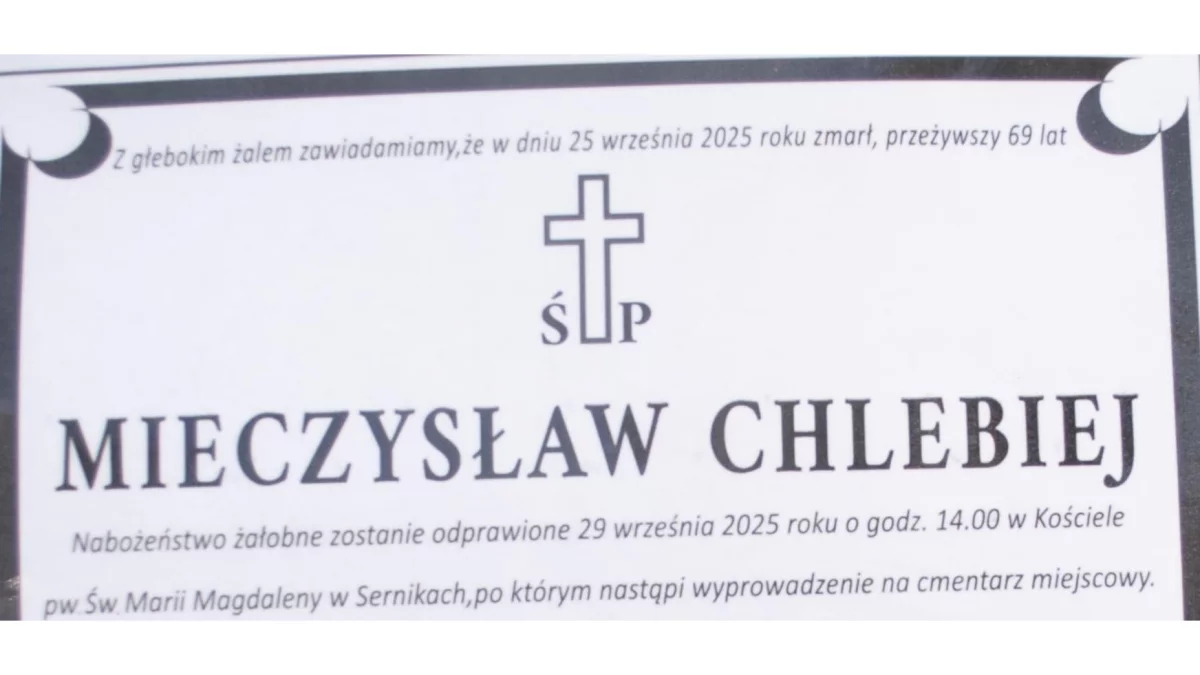 Z głebokim żalem zawiadamiamy,że w dniu 25 września 2025 roku zmarł, przeżywszy 69 lat
Ś P
MIECZYSŁAW CHLEBIEJ
Nabożeństwo żałobne zostanie odprawione 29 września 2025 roku o godz. 14.00 w Kościele
pw.Św.Marii Magdaleny w Sernikach,po którym nastąpi wyprowadzenie na cmentarz miejscowy.